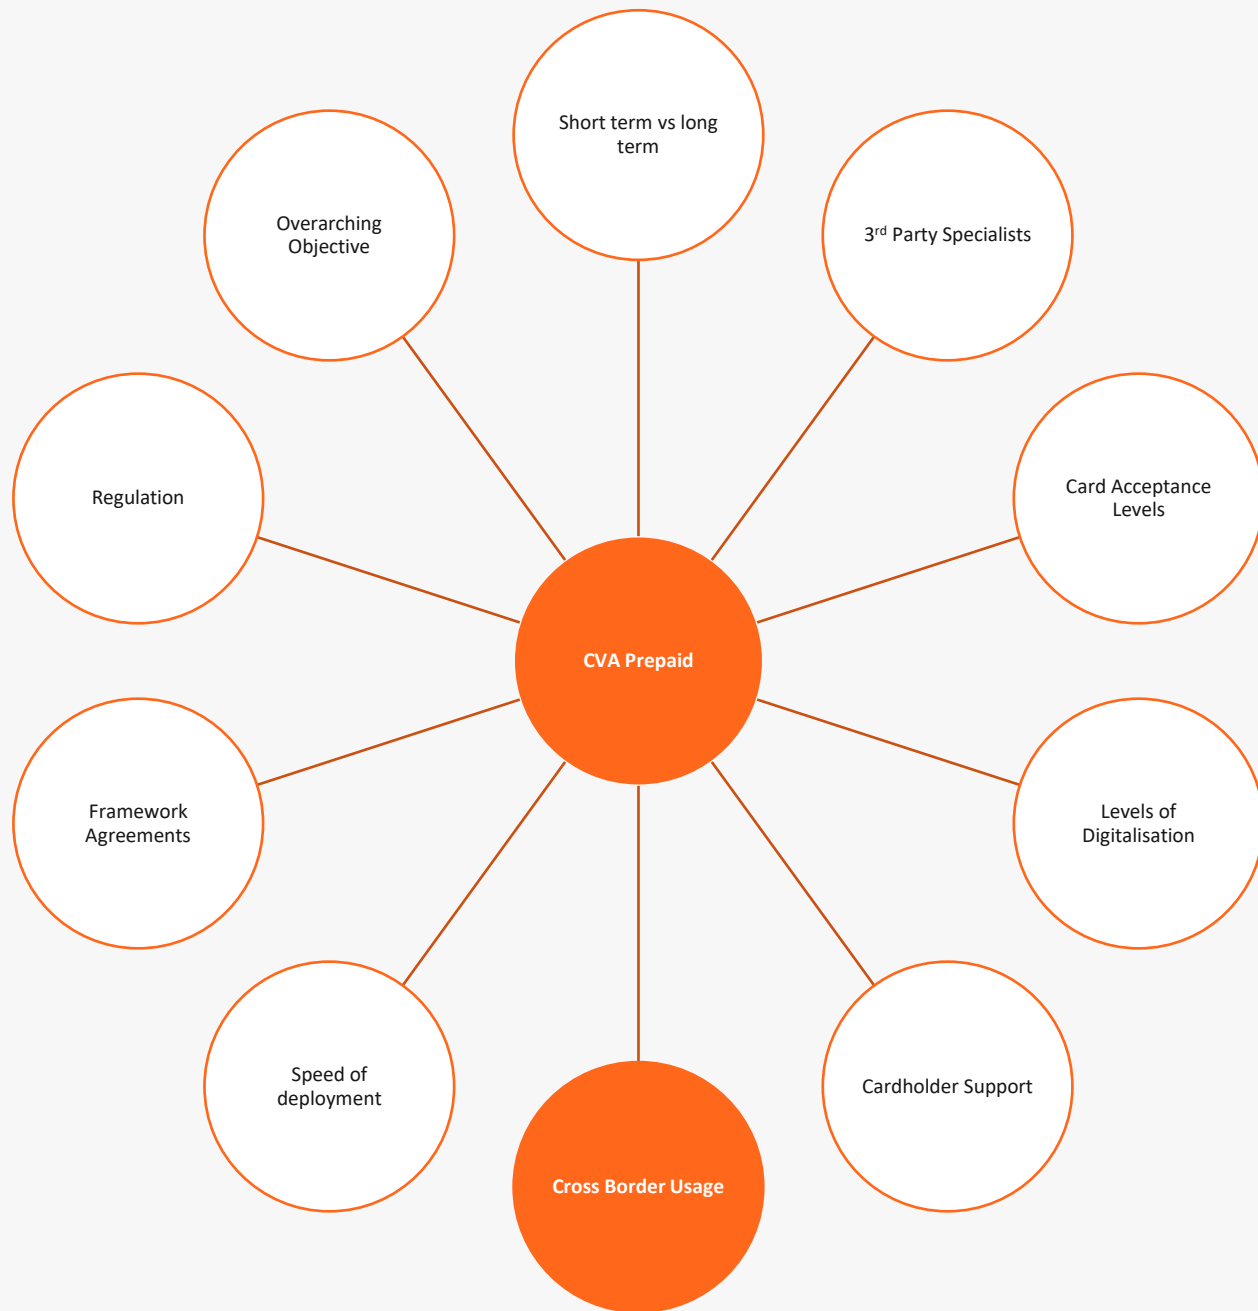 Short term vs long
term
Overarching
Objective
3rd Party Specialists
Regulation
Card Acceptance
Levels
CVA Prepaid
Framework
Agreements
Levels of
Digitalisation
Speed of
deployment
Cardholder Support
Cross Border Usage